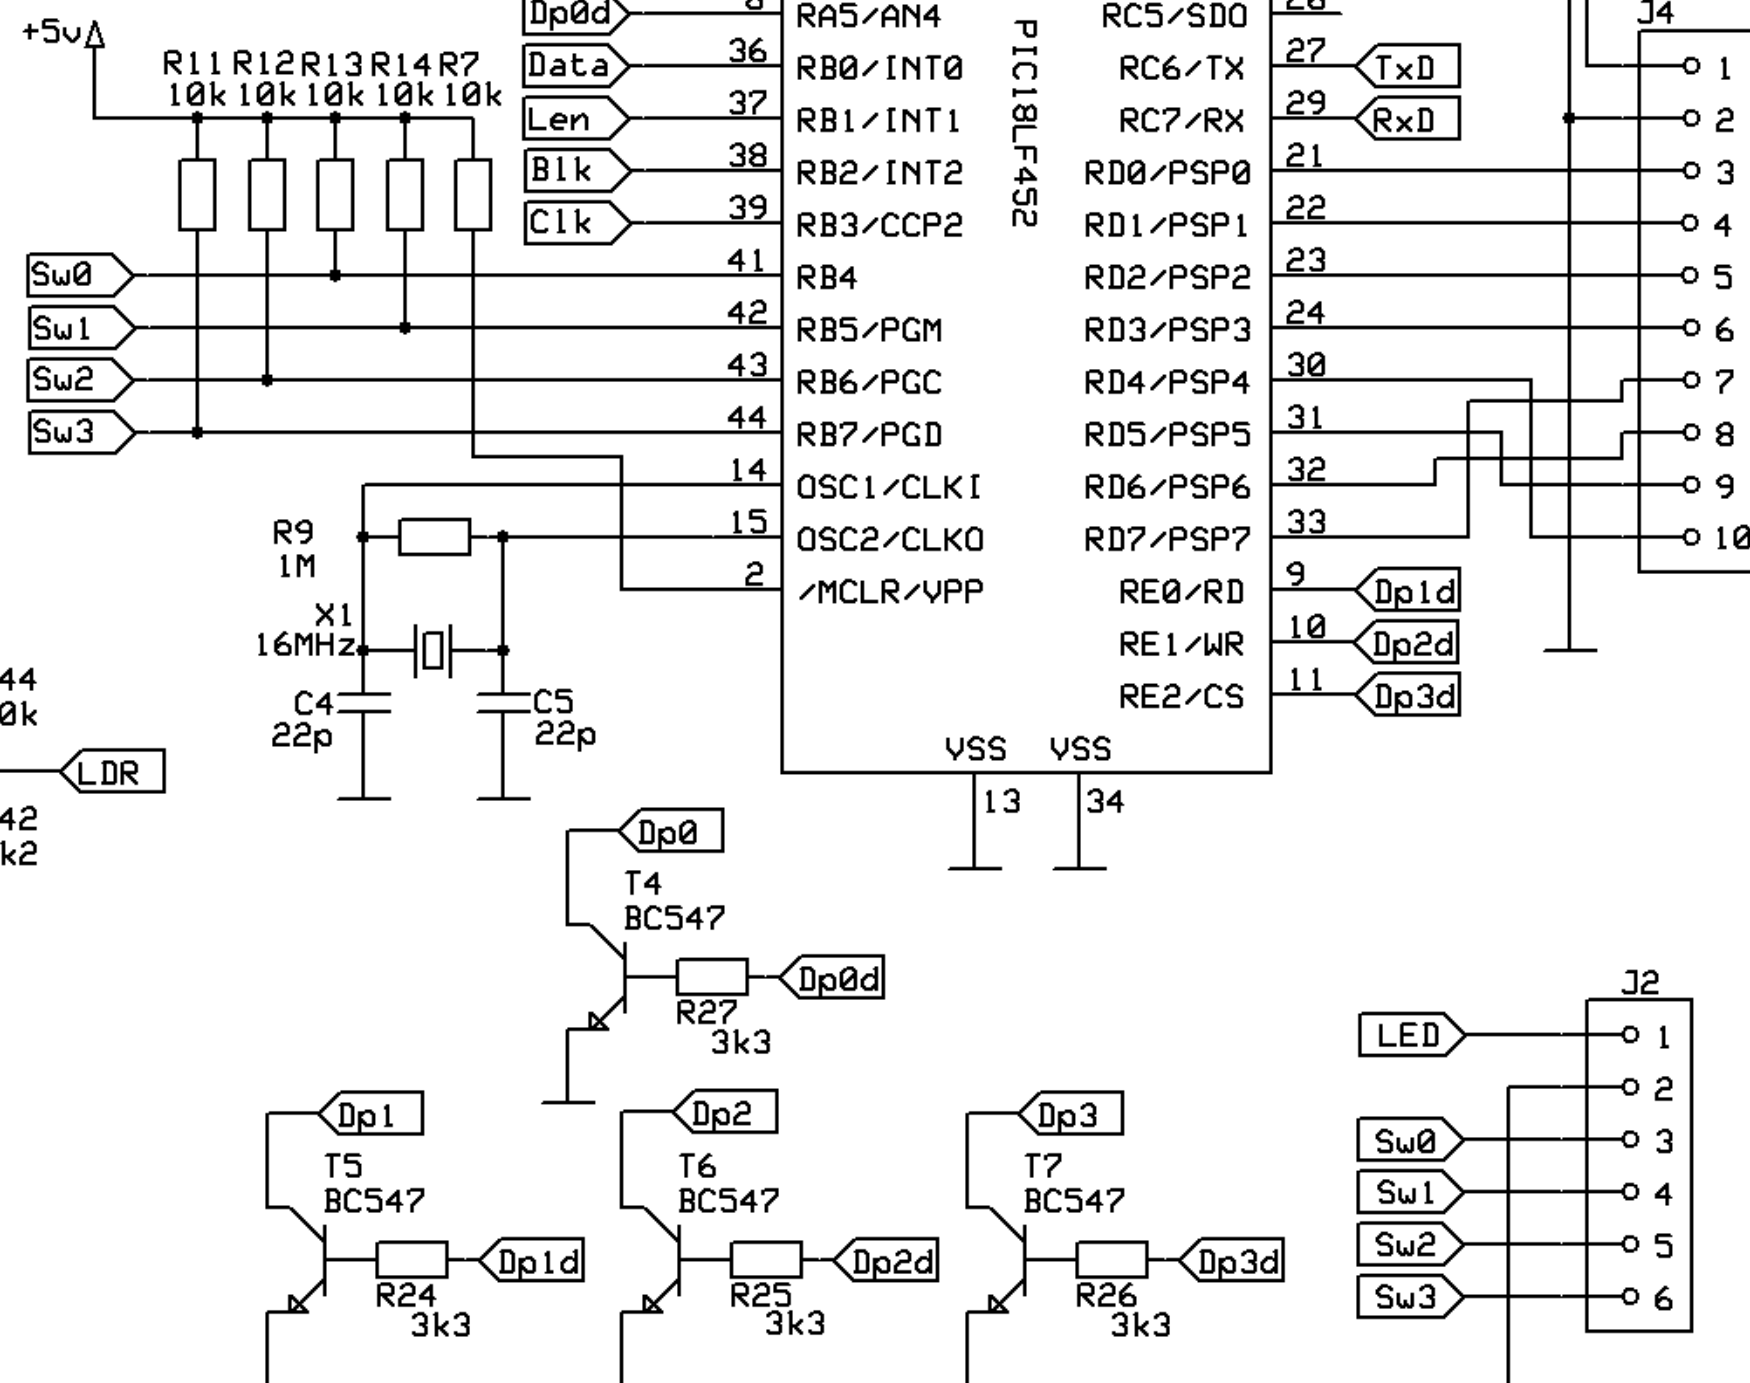 +5v
R11 R12 R13 R14 R7
10k 10k 10k 10k 10k
Dp0d
Data
Len
Blk
Clk
Sw0
Sw1
Sw2
Sw3
36
37
38
39
41
42
43
44
14
15
2
RA5/AN4
RB0/INT0
RB1/INT1
RB2/INT2
RB3/CCP2
RB4
RB5/PGM
RB6/PGC
RB7/PGD
OSC1/CLKI
OSC2/CLKO
/MCLR/VPP
PIC18LF452
RC5/SDO
RC6/TX
RC7/RX
RD0/PSP0
RD1/PSP1
RD2/PSP2
RD3/PSP3
RD4/PSP4
RD5/PSP5
RD6/PSP6
RD7/PSP7
RE0/RD
RE1/WR
RE2/CS
27
29
21
22
23
24
30
31
32
33
9
10
11
TxD
RxD
Dp1d
Dp2d
Dp3d
J4
1
2
3
4
5
6
7
8
9
10
VSS VSS
13 34
R9
1M
X1
16MHz
C4
22p
C5
22p
44
0k
LDR
42
k2
Dp0
T4
BC547
Dp0d
R27
3k3
Dp1
T5
BC547
Dp1d
R24
3k3
Dp2
T6
BC547
Dp2d
R25
3k3
Dp3
T7
BC547
Dp3d
R26
3k3
J2
LED 1
2
Sw0 3
Sw1 4
Sw2 5
Sw3 6